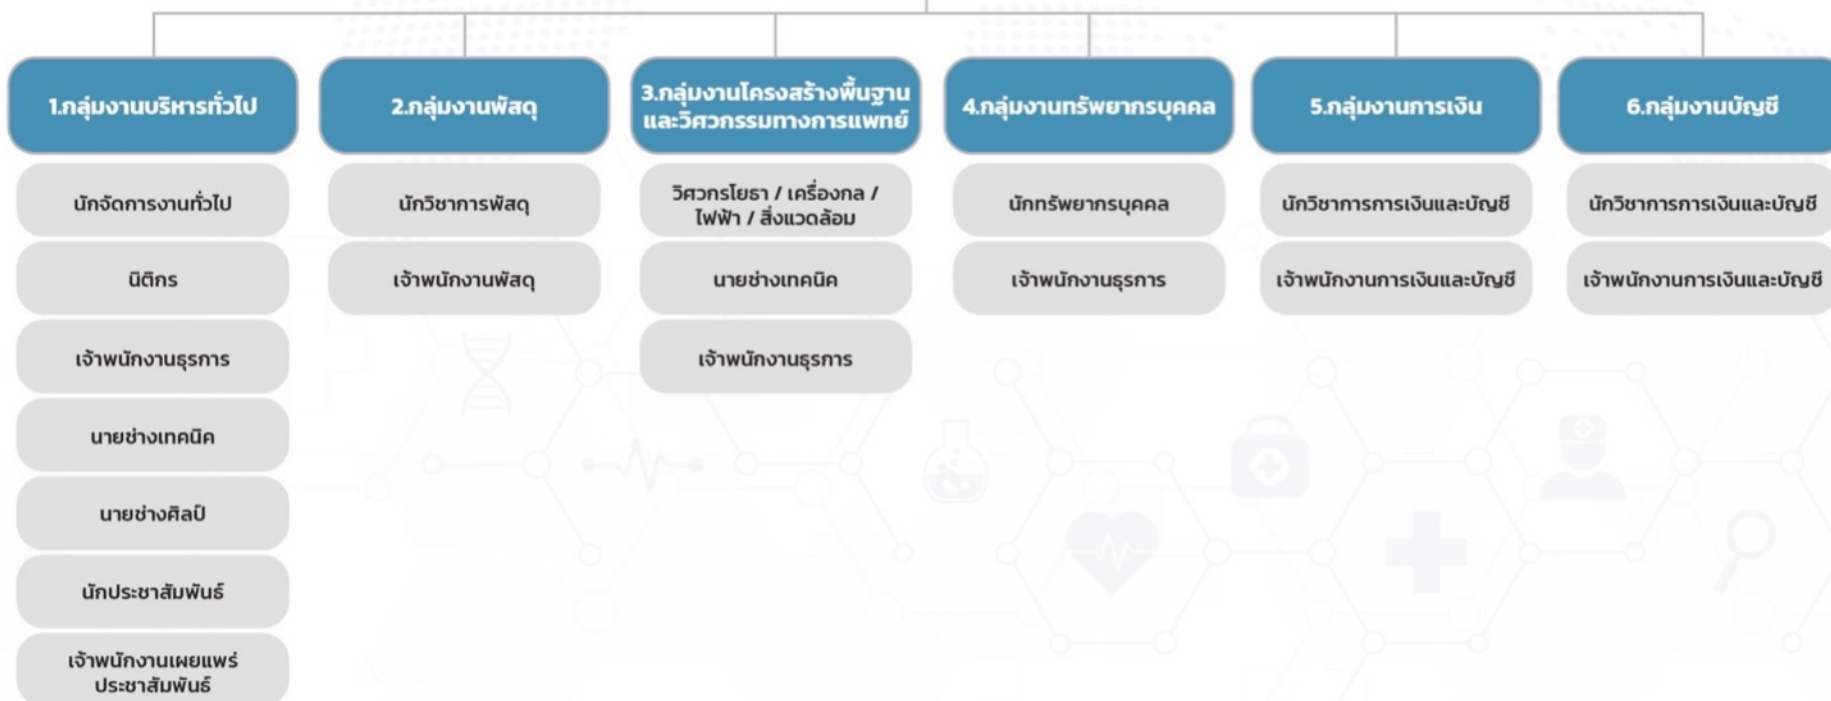 1.กลุ่มงานบริหารทั่วไป
นักจัดการงานทั่วไป
นิติกร
เจ้าพนักงานธุรการ
นายช่างเทคนิค
นายช่างศิลป์
นักประชาสัมพันธ์
เจ้าพนักงานเผยแพร่
ประชาสัมพันธ์
2.กลุ่มงานพัสดุ
นักวิชาการพัสดุ
เจ้าพนักงานพัสดุ
3.กลุ่มงานโครงสร้างพื้นฐาน
และวิศวกรรมทางการแพทย์
วิศวกรโยธา / เครื่องกล /
ไฟฟ้า / สิ่งแวดล้อม
นายช่างเทคนิค
เจ้าพนักงานธุรการ
4.กลุ่มงานทรัพยากรบุคคล
นักทรัพยากรบุคคล
เจ้าพนักงานธุรการ
5.กลุ่มงานการเงิน
นักวิชาการการเงินและบัญชี
เจ้าพนักงานการเงินและบัญชี
6.กลุ่มงานบัญชี
นักวิชาการการเงินและบัญชี
เจ้าพนักงานการเงินและบัญชี